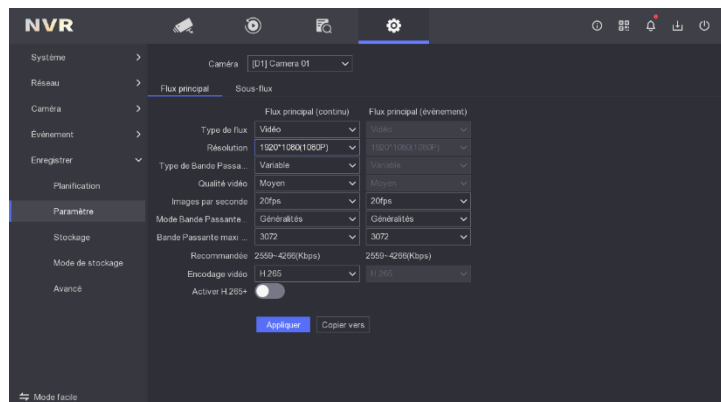 NVR
Système
Réseau
Caméra
Événement
Enregistrer
Planification
Paramètre
Stockage
Mode de stockage
Avancé
Mode facile
Caméra [D1] Camera 01
Flux principal Sous-flux
Flux principal (continu) Flux principal (évènement)
Type de flux Vidéo Vidéo
Résolution 1920*1080(1080P) 1920*1080(1080P)
Type de Bande Passa... Variable Variable
Qualité vidéo Moyen Moyen
Images par seconde 20fps 20fps
Mode Bande Passante... Généralités Généralités
Bande Passante maxi ... 3072 3072
Recommandée 2559~4266(Kbps) 2559~4266(Kbps)
Encodage vidéo H.265 H.265
Activer H.265+
Appliquer Copier vers